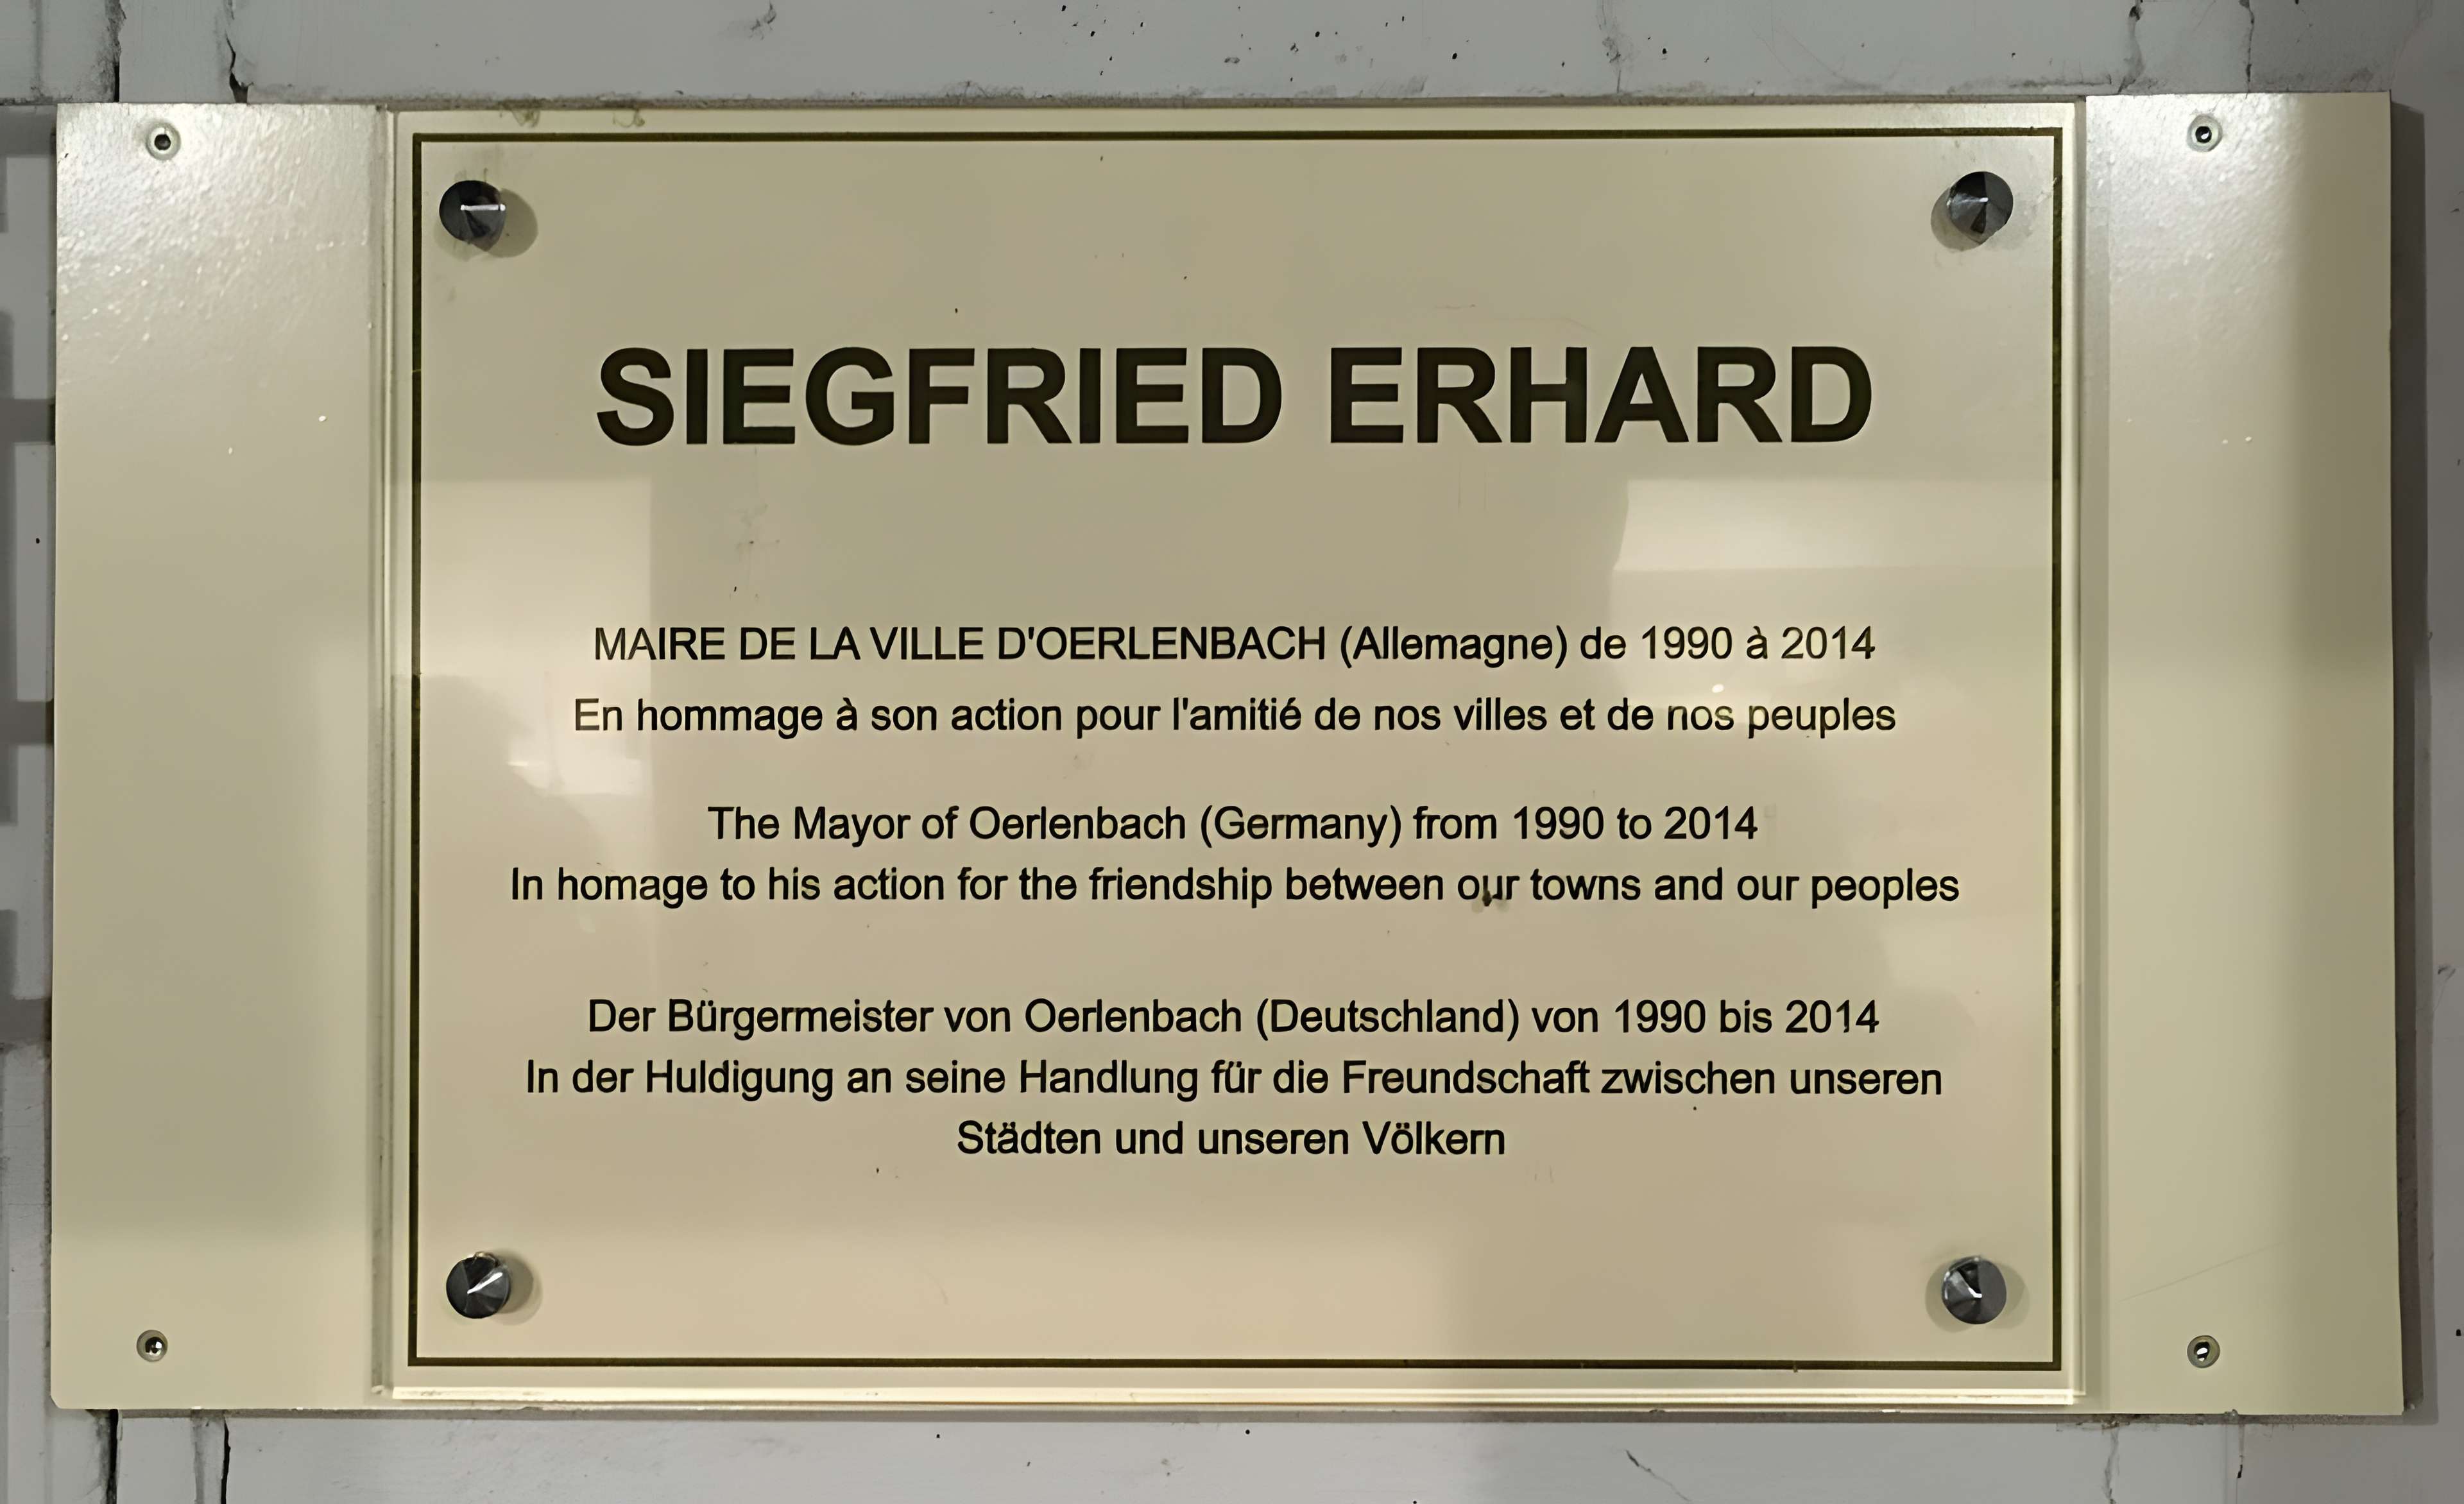 SIEGFRIED ERHARD
MAIRE DE LA VILLE D'OERLENBACH (Allemagne) de 1990 à 2014
En hommage à son action pour l'amitié de nos villes et de nos peuples
The Mayor of Oerlenbach (Germany) from 1990 to 2014
In homage to his action for the friendship between our towns and our peoples
Der Bürgermeister von Oerlenbach (Deutschland) von 1990 bis 2014
In der Huldigung an seine Handlung für die Freundschaft zwischen unseren
Städten und unseren Völkern